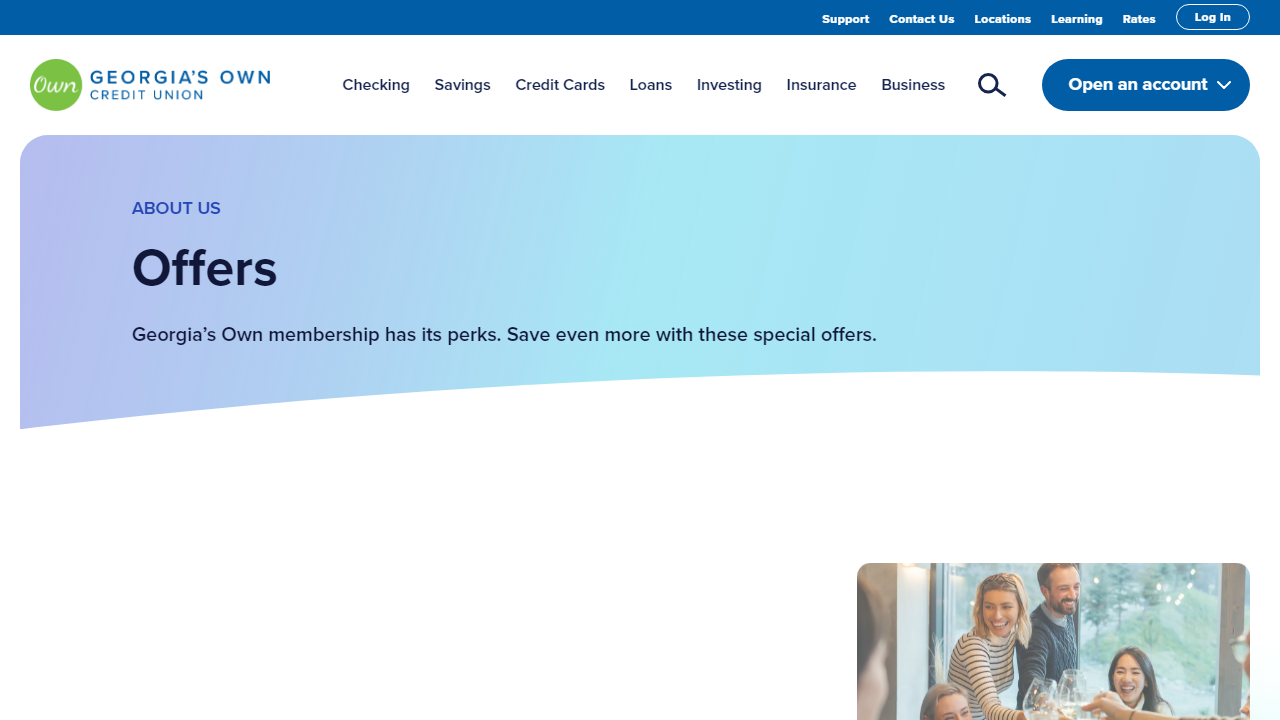 Support Contact Us Locations Learning Rates Log In
Own GEORGIA'S OWN
CREDIT UNION
Checking Savings Credit Cards Loans Investing Insurance Business Open an account
ABOUT US
Offers
Georgia’s Own membership has its perks. Save even more with these special offers.